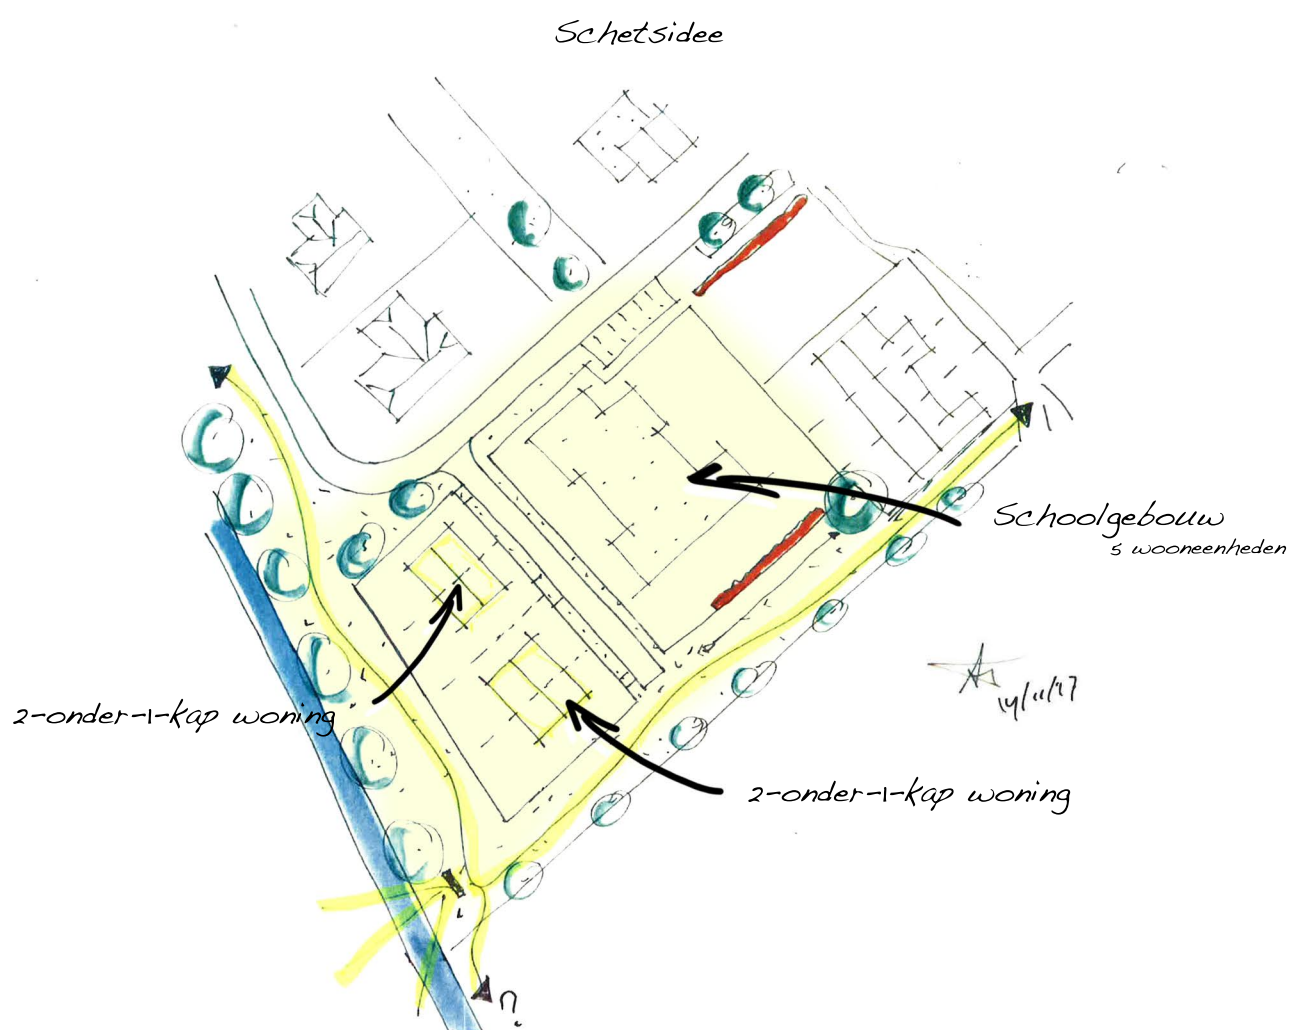 Schetsidee
Schoolgebouw
5 wooneenheden
2-onder-1-kap woning
2-onder-1-kap woning
14/11/17
?